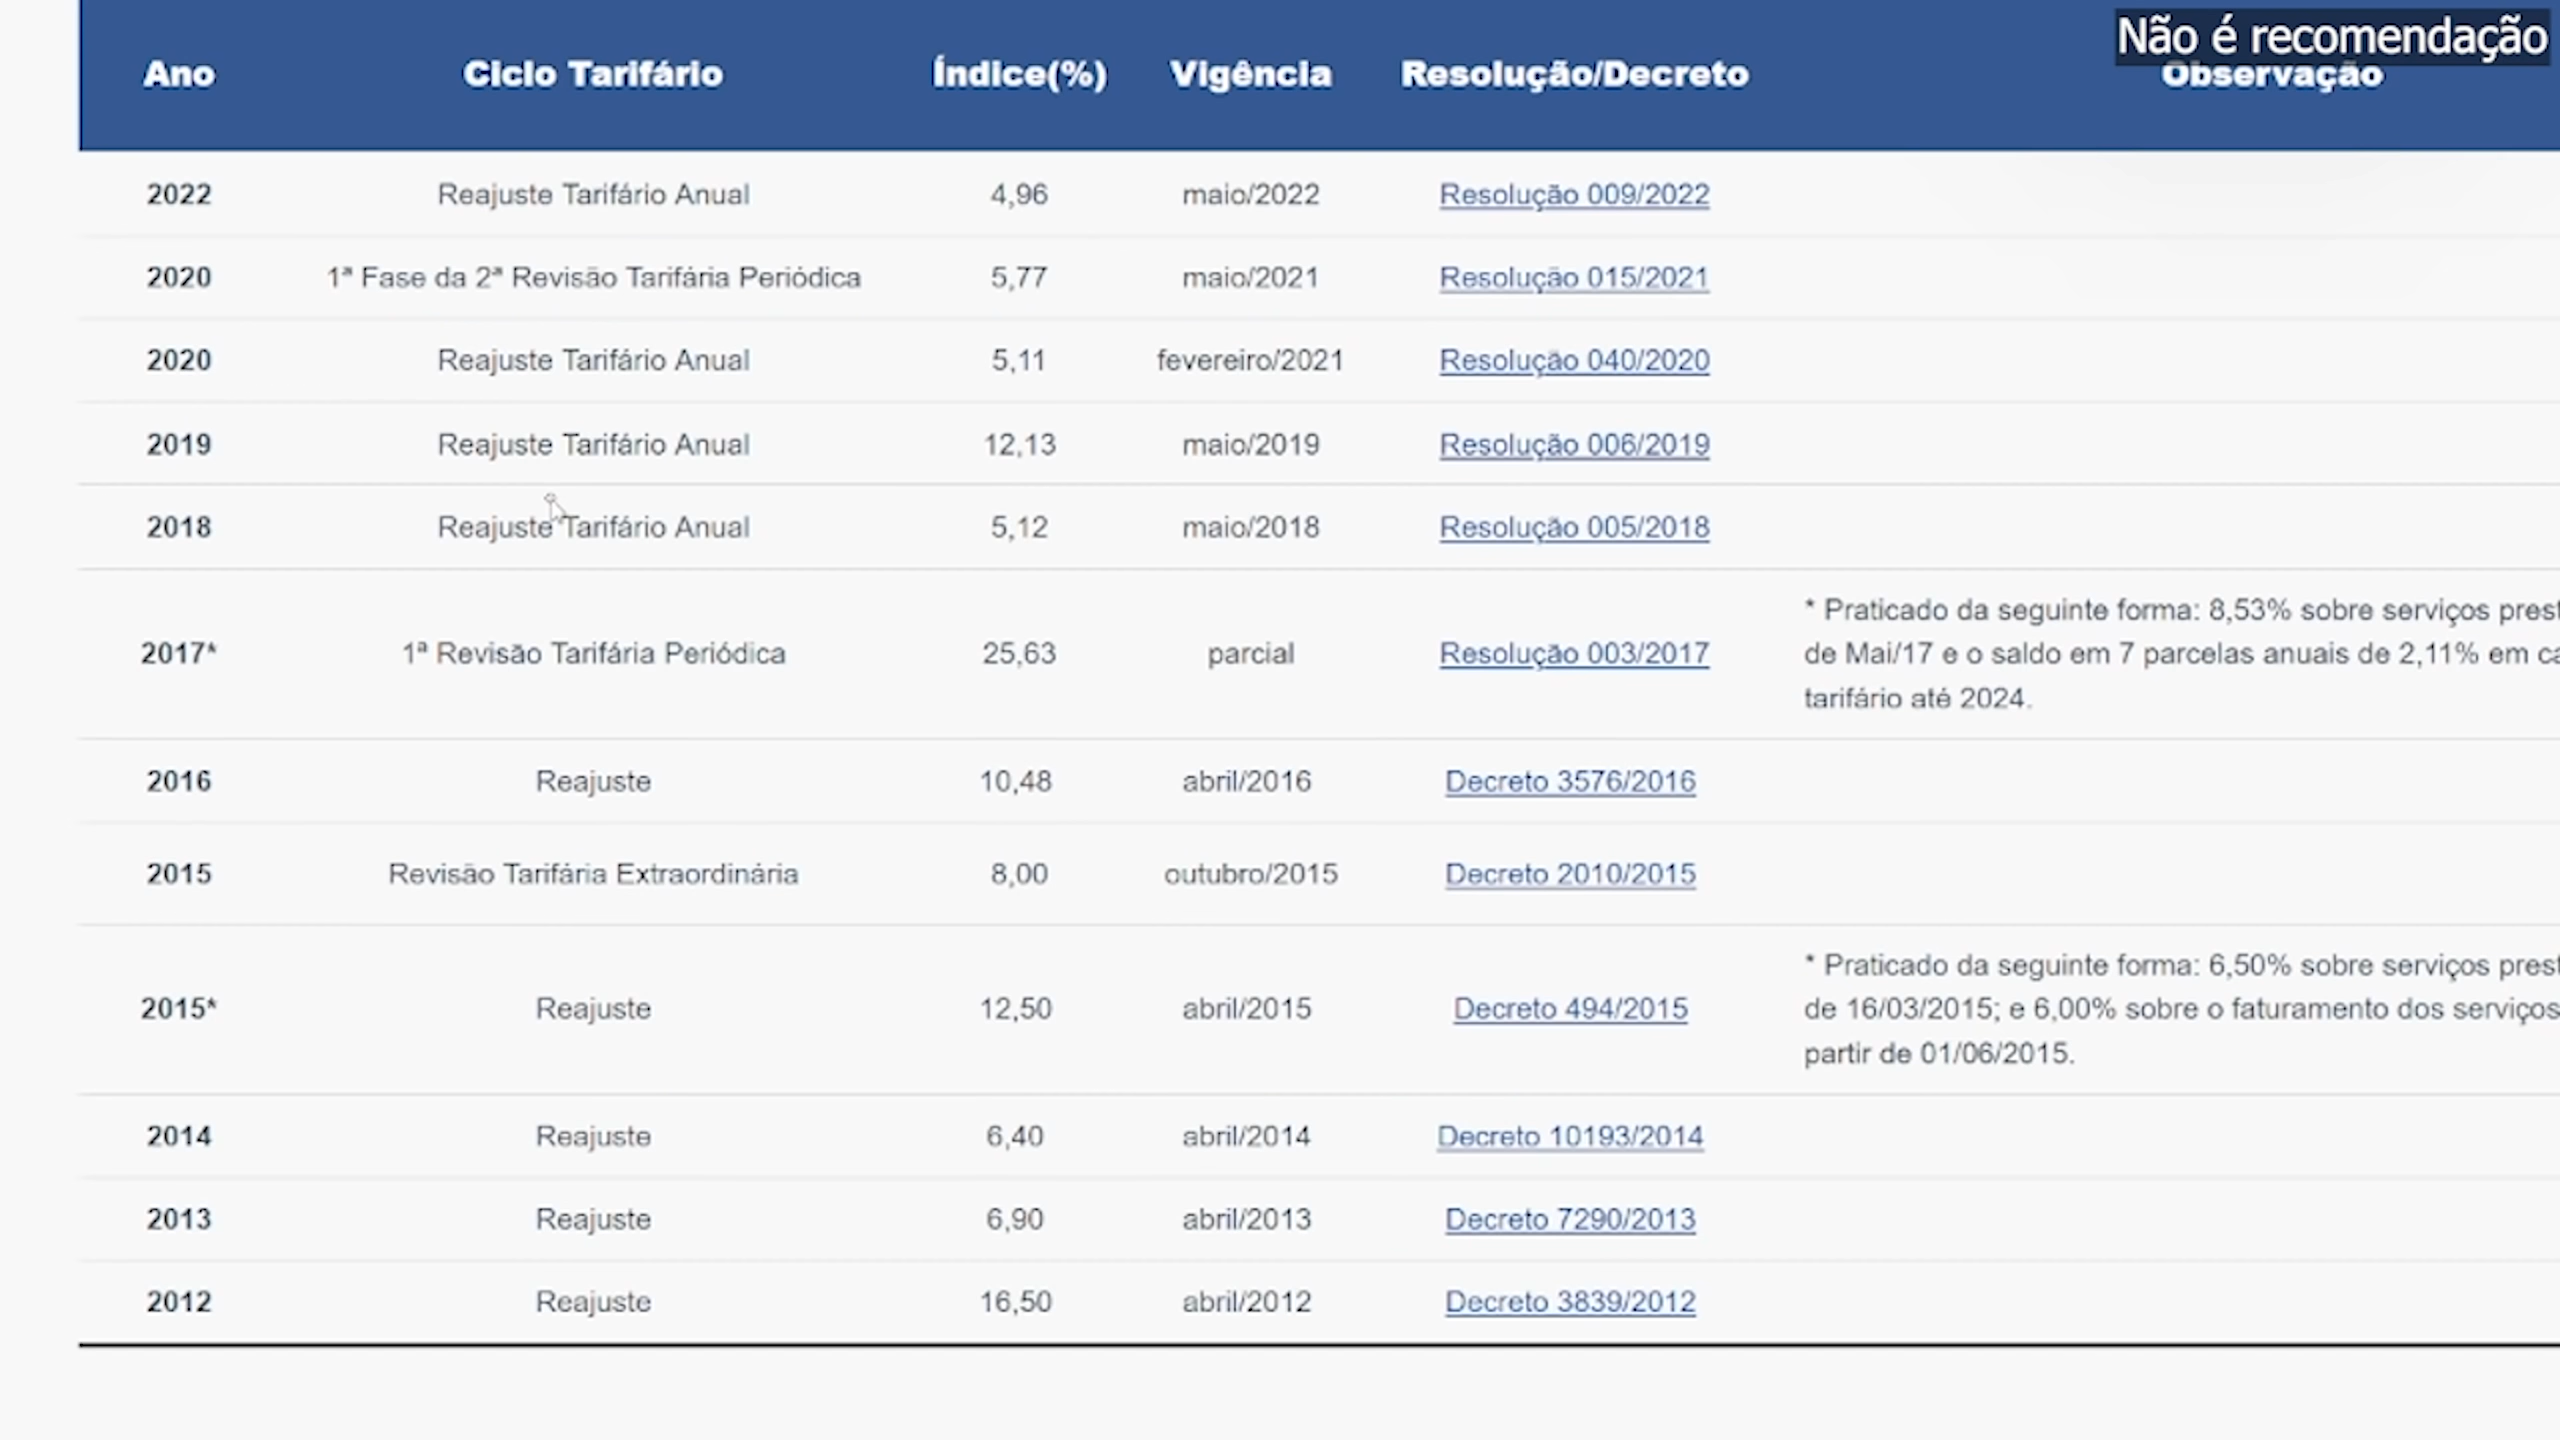 Não é recomendação
Ano Ciclo Tarifário Índice(%) Vigência Resolução/Decreto Observação
2022 Reajuste Tarifário Anual 4,96 maio/2022 Resolução 009/2022
2020 1ª Fase da 2ª Revisão Tarifária Periódica 5,77 maio/2021 Resolução 015/2021
2020 Reajuste Tarifário Anual 5,11 fevereiro/2021 Resolução 040/2020
2019 Reajuste Tarifário Anual 12,13 maio/2019 Resolução 006/2019
2018 Reajuste Tarifário Anual 5,12 maio/2018 Resolução 005/2018
2017* 1ª Revisão Tarifária Periódica 25,63 parcial Resolução 003/2017
* Praticado da seguinte forma: 8,53% sobre serviços prest
de Mai/17 e o saldo em 7 parcelas anuais de 2,11% em ca
tarifário até 2024.
2016 Reajuste 10,48 abril/2016 Decreto 3576/2016
2015 Revisão Tarifária Extraordinária 8,00 outubro/2015 Decreto 2010/2015
2015* Reajuste 12,50 abril/2015 Decreto 494/2015
* Praticado da seguinte forma: 6,50% sobre serviços prest
de 16/03/2015; e 6,00% sobre o faturamento dos serviços
partir de 01/06/2015.
2014 Reajuste 6,40 abril/2014 Decreto 10193/2014
2013 Reajuste 6,90 abril/2013 Decreto 7290/2013
2012 Reajuste 16,50 abril/2012 Decreto 3839/2012